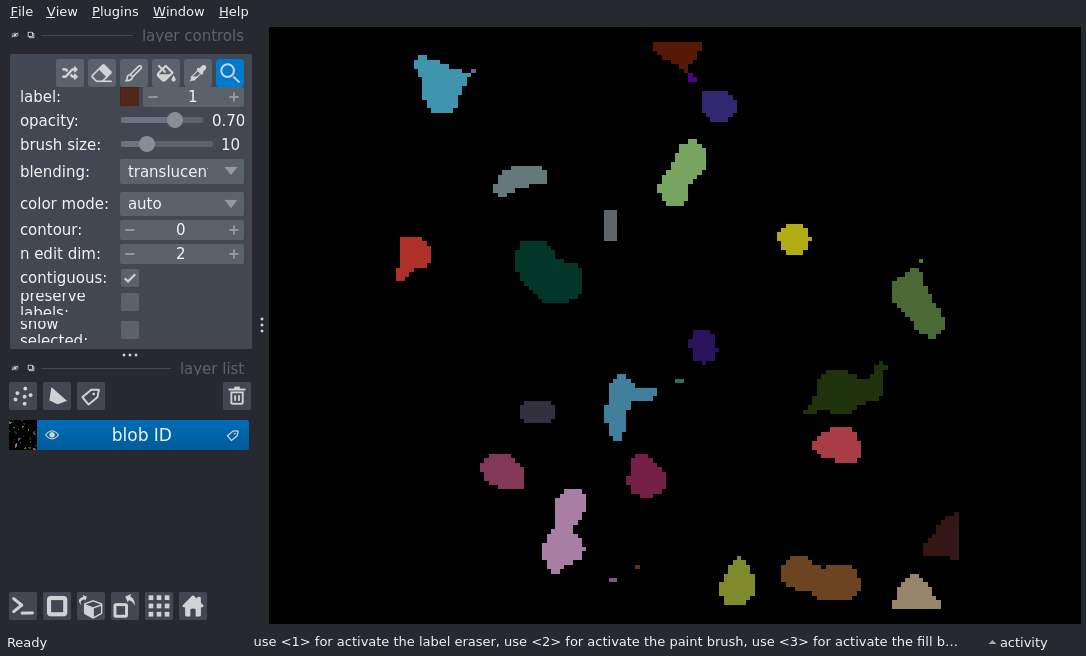 File View Plugins Window Help
layer controls
label: 1
opacity: 0.70
brush size: 10
blending: translucen
color mode: auto
contour: 0
n edit dim: 2
contiguous:
preserve
labels:
show
selected:
layer list
blob ID
Ready use <1> for activate the label eraser, use <2> for activate the paint brush, use <3> for activate the fill b... activity